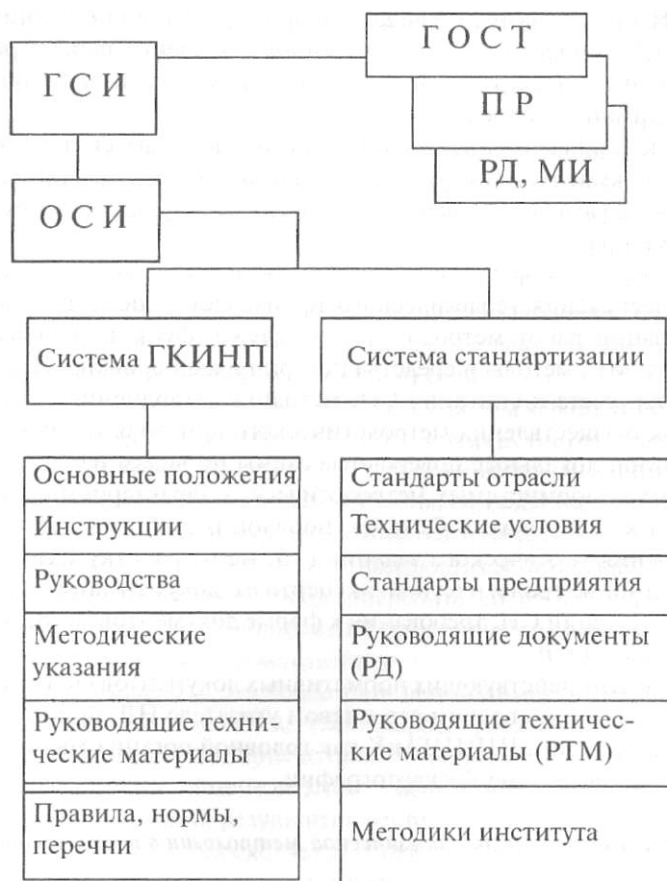 ГОСТ
ГСИ
ПР
РД, МИ
ОСИ
Система ГКИНП
Система стандартизации
Основные положения
Инструкции
Руководства
Методические
указания
Руководящие техни-
ческие материалы
Правила, нормы,
перечни
Стандарты отрасли
Технические условия
Стандарты предприятия
Руководящие документы
(РД)
Руководящие техничес-
кие материалы (РТМ)
Методики института